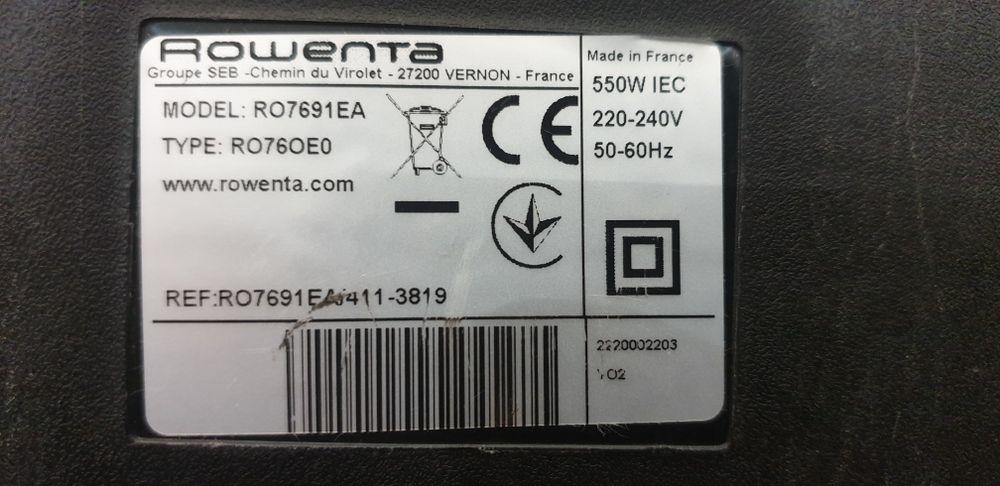 Rowenta
Groupe SEB -Chemin du Virolet - 27200 VERNON - France
MODEL: RO7691EA
TYPE: RO76OE0
www.rowenta.com
REF:RO7691EA/411-3819
Made in France
550W IEC
220-240V
50-60Hz
CE
2220002203